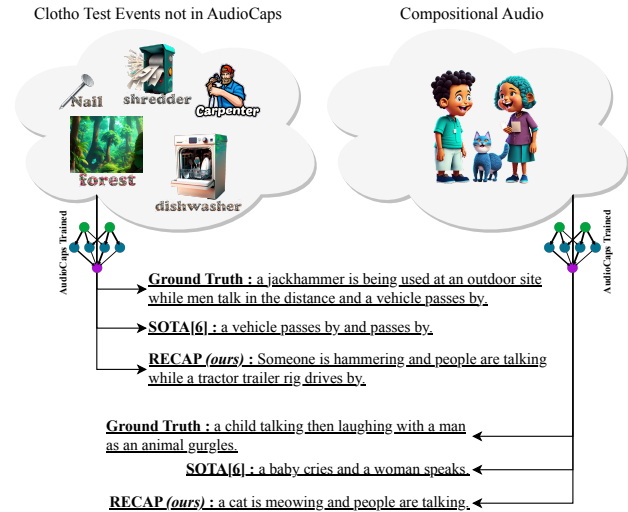 Clotho Test Events not in AudioCaps
Compositional Audio
Nail
shredder
Carpenter
forest
dishwasher
AudioCaps Trained
AudioCaps Trained
Ground Truth : a jackhammer is being used at an outdoor site
while men talk in the distance and a vehicle passes by.
SOTA[6] : a vehicle passes by and passes by.
RECAP (ours) : Someone is hammering and people are talking
while a tractor trailer rig drives by.
Ground Truth : a child talking then laughing with a man
as an animal gurgles.
SOTA[6] : a baby cries and a woman speaks.
RECAP (ours) : a cat is meowing and people are talking.